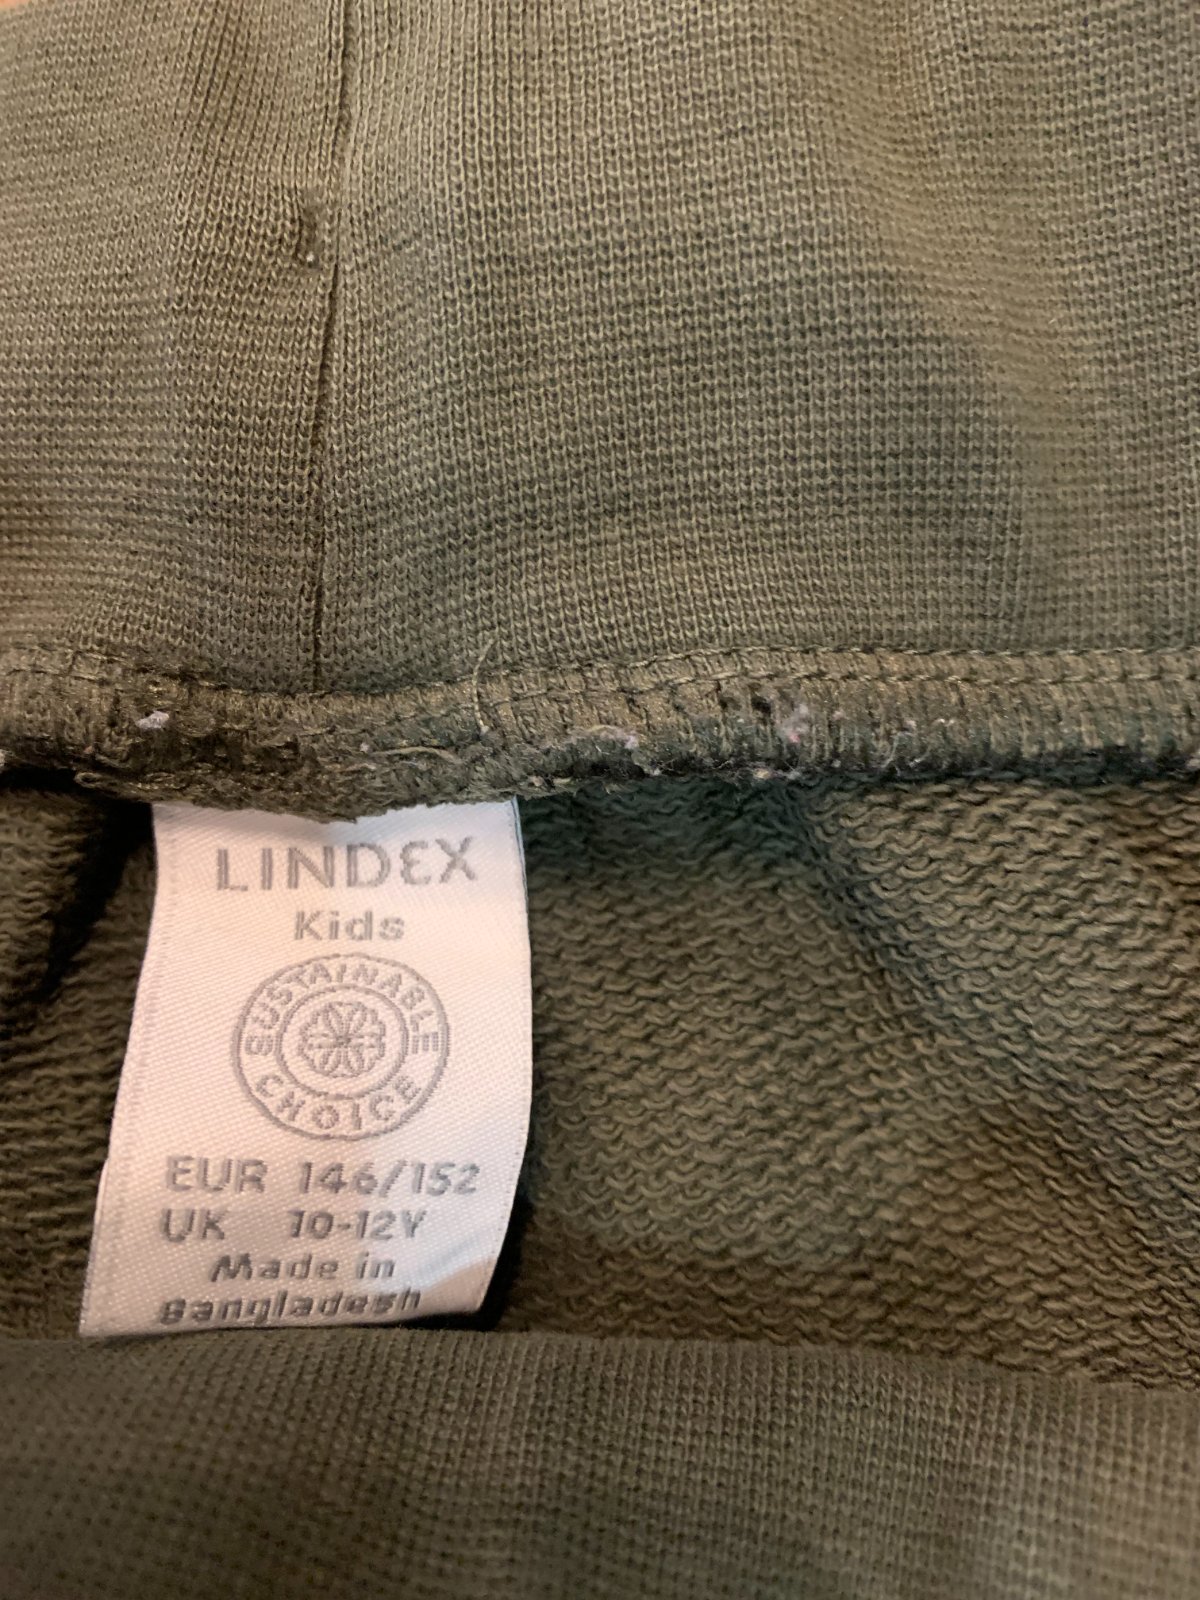 LINDEX
Kids
SUSTAINABLE
CHOICE
EUR 146/152
UK 10-12Y
Made in
Bangladesh